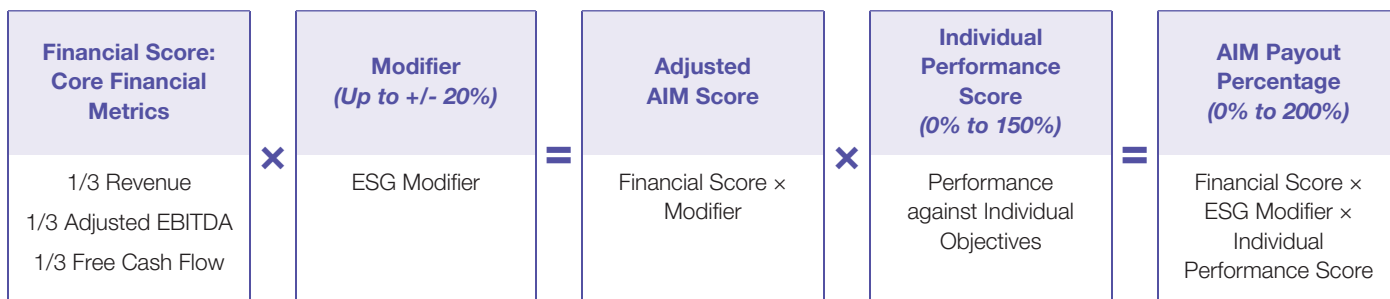 Financial Score:
Core Financial
Metrics
1/3 Revenue
1/3 Adjusted EBITDA
1/3 Free Cash Flow
×
Modifier
(Up to +/- 20%)
ESG Modifier
=
Adjusted
AIM Score
Financial Score ×
Modifier
×
Individual
Performance
Score
(0% to 150%)
Performance
against Individual
Objectives
=
AIM Payout
Percentage
(0% to 200%)
Financial Score ×
ESG Modifier ×
Individual
Performance Score